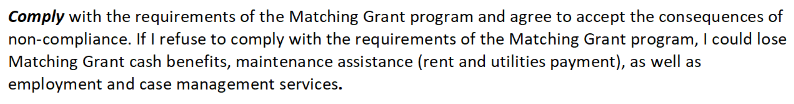 Comply with the requirements of the Matching Grant program and agree to accept the consequences of
non-compliance. If I refuse to comply with the requirements of the Matching Grant program, I could lose
Matching Grant cash benefits, maintenance assistance (rent and utilities payment), as well as
employment and case management services.